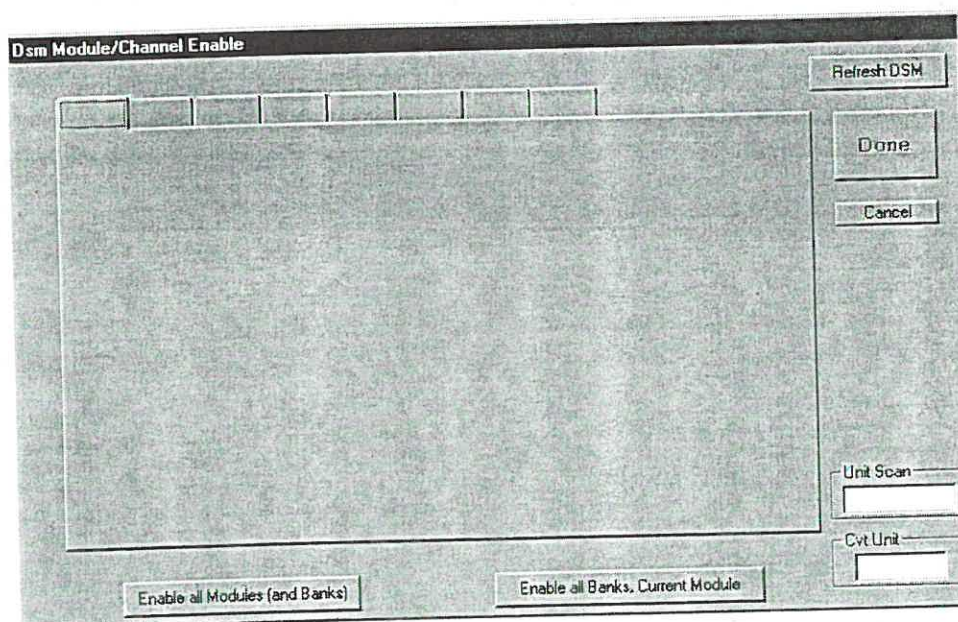 Dsm Module/Channel Enable
Refresh DSM
Done
Cancel
Unit Scan
Cvt Unit
Enable all Modules (and Banks)
Enable all Banks, Current Module